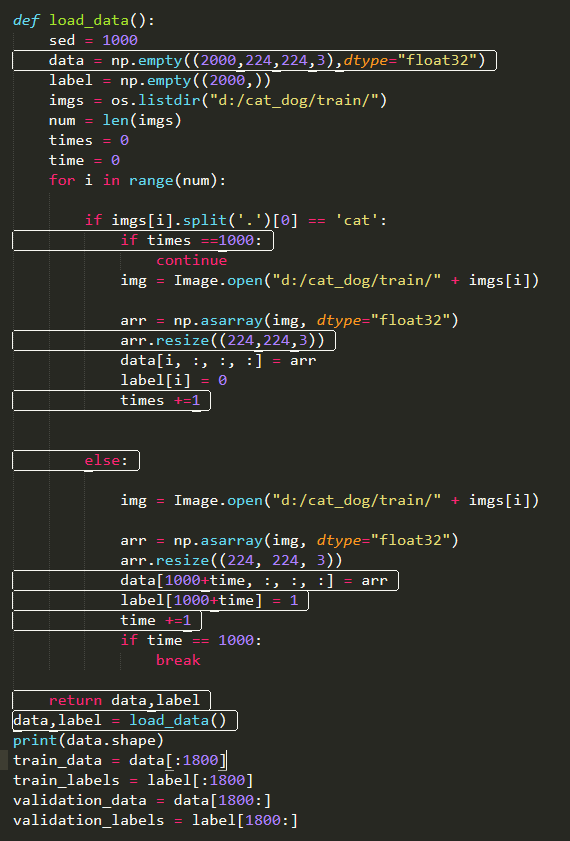 def load_data():
    sed = 1000
    data = np.empty((2000,224,224,3),dtype="float32")
    label = np.empty((2000,))
    imgs = os.listdir("d:/cat_dog/train/")
    num = len(imgs)
    times = 0
    time = 0
    for i in range(num):
        if imgs[i].split('.')[0] == 'cat':
            if times ==1000:
                continue
            img = Image.open("d:/cat_dog/train/" + imgs[i])
            arr = np.asarray(img, dtype="float32")
            arr.resize((224,224,3))
            data[i, :, :, :] = arr
            label[i] = 0
            times +=1
        else:
            img = Image.open("d:/cat_dog/train/" + imgs[i])
            arr = np.asarray(img, dtype="float32")
            arr.resize((224, 224, 3))
            data[1000+time, :, :, :] = arr
            label[1000+time] = 1
            time +=1
            if time == 1000:
                break
    return data,label
data,label = load_data()
print(data.shape)
train_data = data[:1800]
train_labels = label[:1800]
validation_data = data[1800:]
validation_labels = label[1800:]